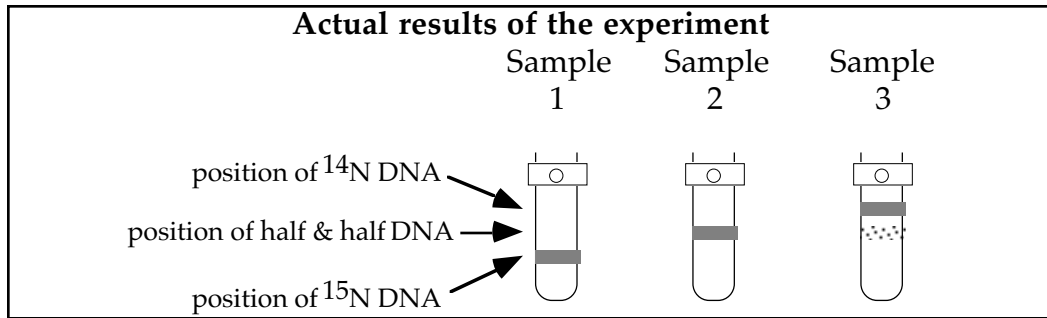 Actual results of the experiment
Sample 1
Sample 2
Sample 3
position of 14N DNA
position of half & half DNA
position of 15N DNA